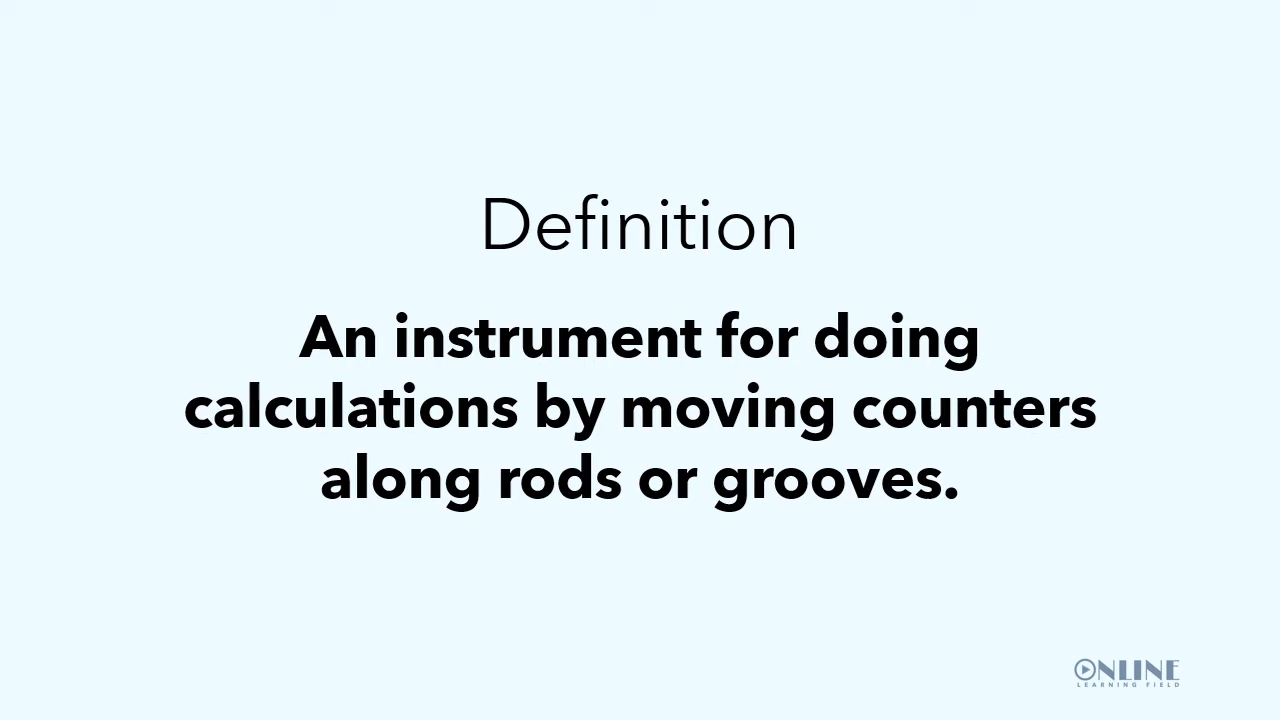 Definition
An instrument for doing
calculations by moving counters
along rods or grooves.
ONLINE
LEARNING FIELD